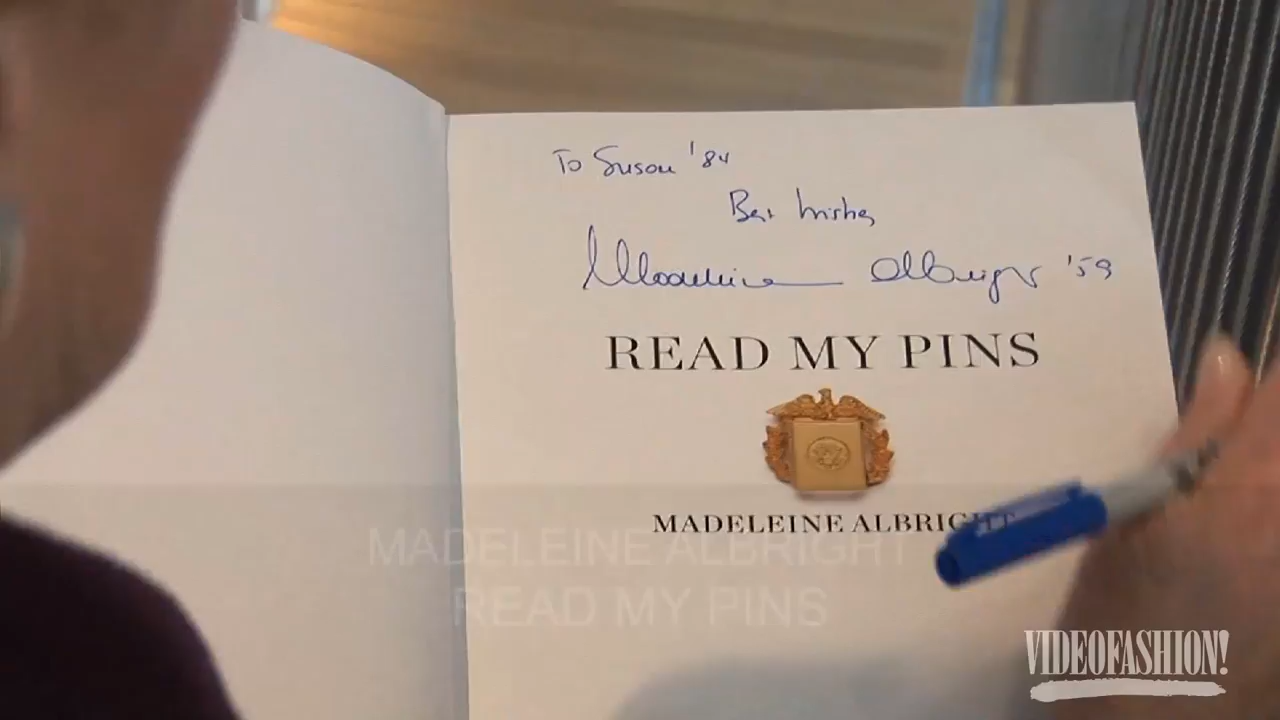 To Susan '84
Best Wishes
Madeleine Albright '59
READ MY PINS
MADELEINE ALBRIGHT
MADELEINE ALBRIGHT
READ MY PINS
VIDEOFASHION!